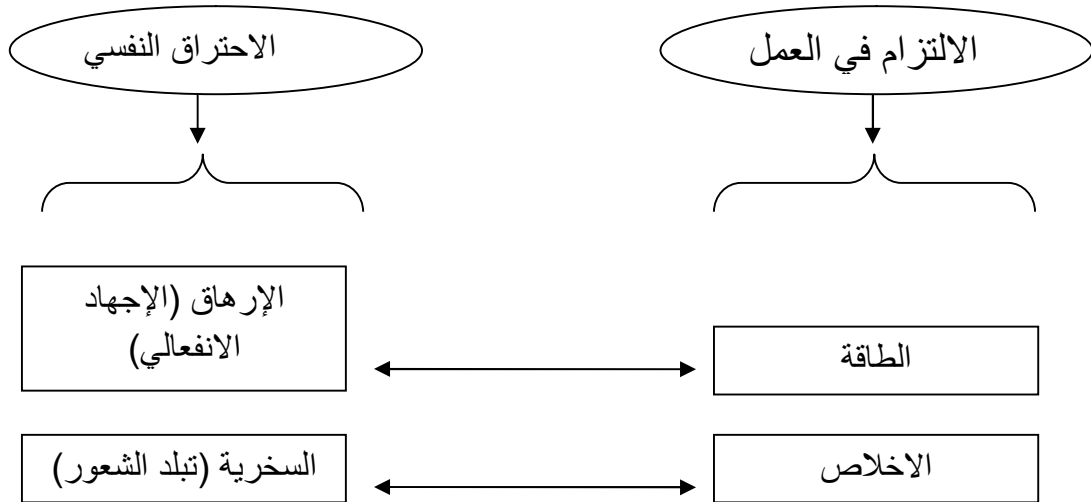 الالتزام في العمل
الاحتراق النفسي
الطاقة
الإرهاق (الإجهاد
الانفعالي)
الاخلاص
السخرية (تبلد الشعور)